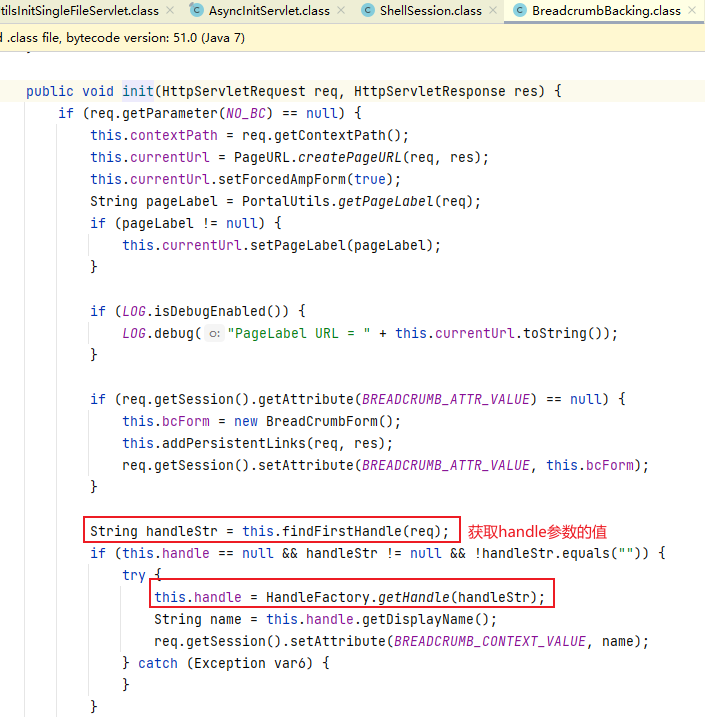 tilsInitSingleFileServlet.class AsyncInitServlet.class ShellSession.class BreadcrumbBacking.class
.class file, bytecode version: 51.0 (Java 7)
public void init(HttpServletRequest req, HttpServletResponse res) {
if (req.getParameter(NO_BC) == null) {
this.contextPath = req.getContextPath();
this.currentUrl = PageURL.createPageURL(req, res);
this.currentUrl.setForcedAmpForm(true);
String pageLabel = PortalUtils.getPageLabel(req);
if (pageLabel != null) {
this.currentUrl.setPageLabel(pageLabel);
}
if (LOG.isDebugEnabled()) {
LOG.debug( o: "PageLabel URL = " + this.currentUrl.toString());
}
if (req.getSession().getAttribute(BREADCRUMB_ATTR_VALUE) == null) {
this.bcForm = new BreadCrumbForm();
this.addPersistentLinks(req, res);
req.getSession().setAttribute(BREADCRUMB_ATTR_VALUE, this.bcForm);
}
String handleStr = this.findFirstHandle(req); 获取handle参数的值
if (this.handle == null && handleStr != null && !handleStr.equals("")) {
try {
this.handle = HandleFactory.getHandle(handleStr);
String name = this.handle.getDisplayName();
req.getSession().setAttribute(BREADCRUMB_CONTEXT_VALUE, name);
} catch (Exception var6) {
}
}